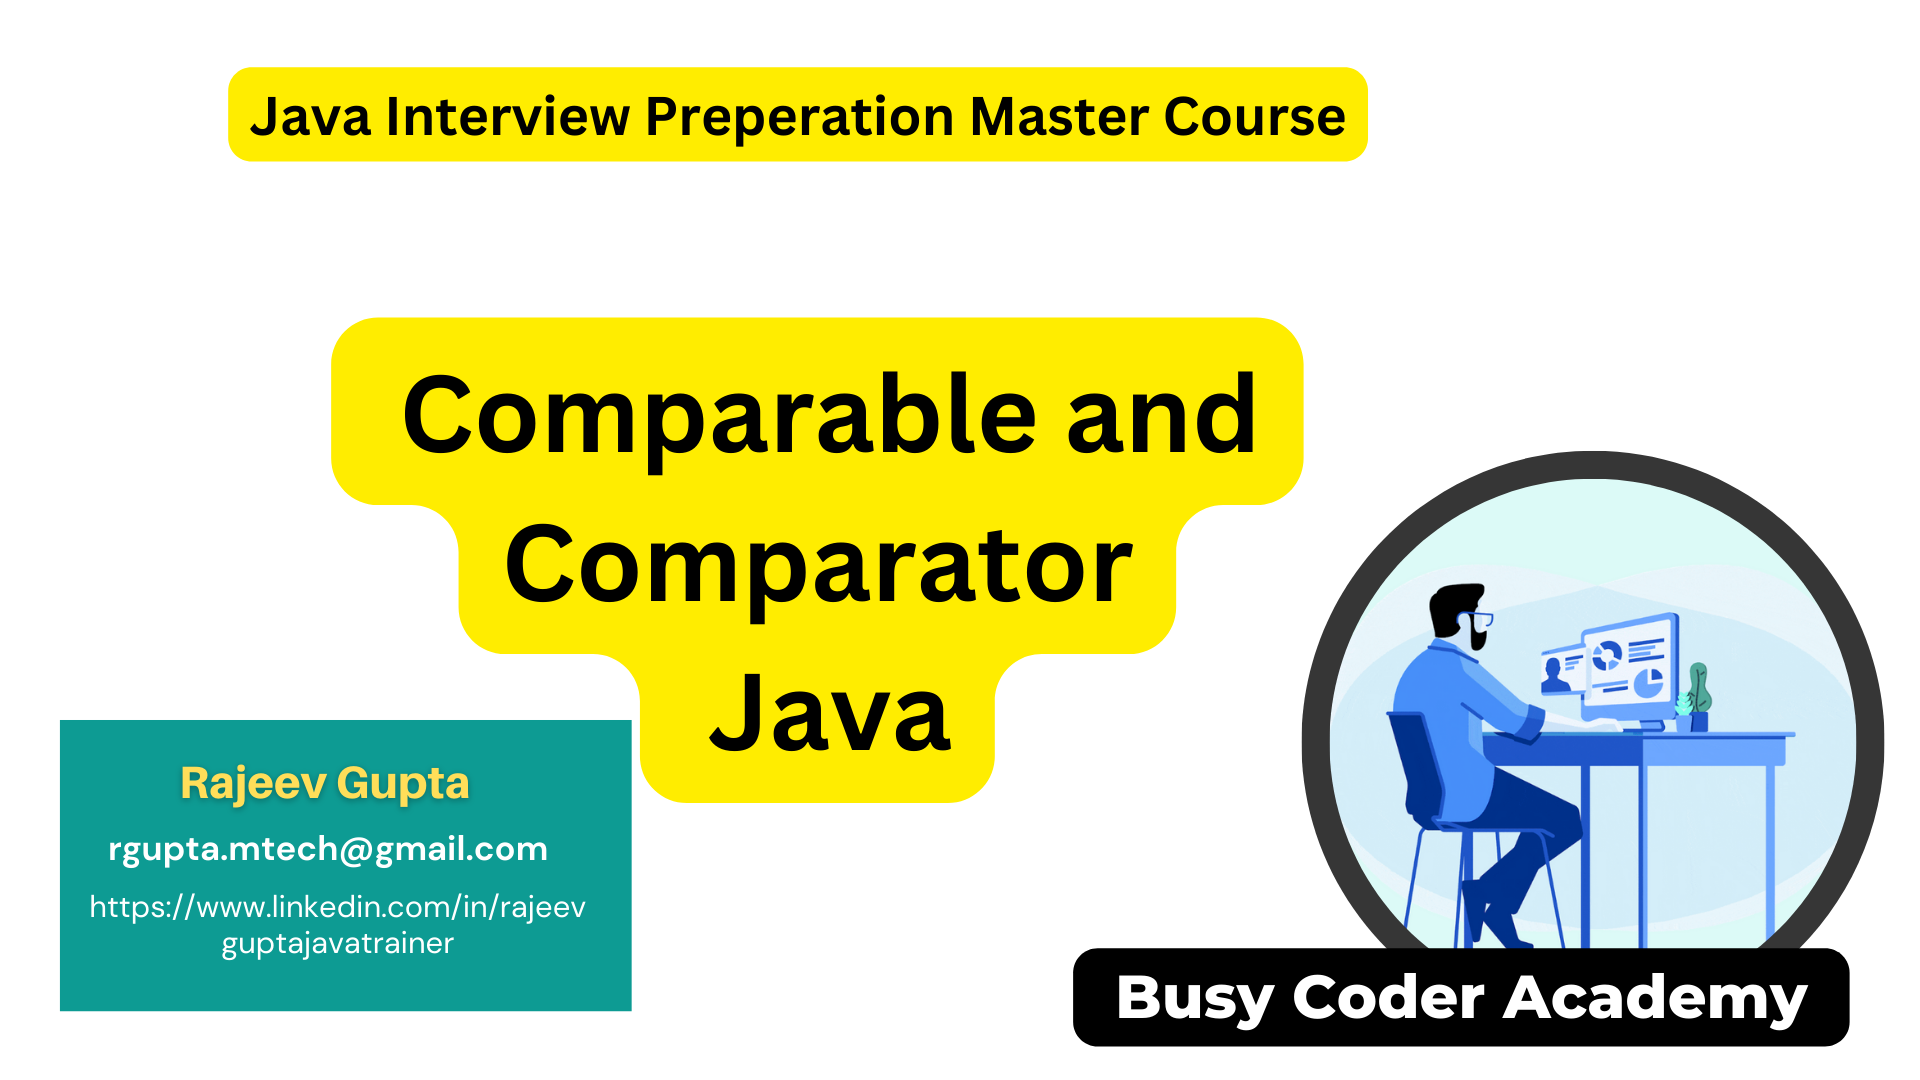 Java Interview Preperation Master Course
Comparable and
Comparator
Java
Rajeev Gupta
rgupta.mtech@gmail.com
https://www.linkedin.com/in/rajeev
guptajavatrainer
Busy Coder Academy